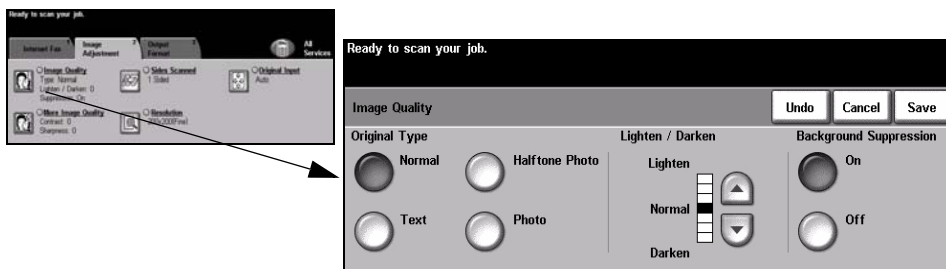 Ready to scan your job.
Internet Fax
Image Adjustment
Output Format
All Services
Image Quality
Type: Normal
Lighten / Darken: 0
Suppression: On
Sides Scanned
1 Sided
Original Input
Auto
More Image Quality
Contrast: 0
Sharpness: 0
Resolution
200x200(Fine)
Ready to scan your job.
Image Quality
Undo
Cancel
Save
Original Type
Lighten / Darken
Background Suppression
Normal
Halftone Photo
Lighten
On
Text
Photo
Normal
Off
Darken